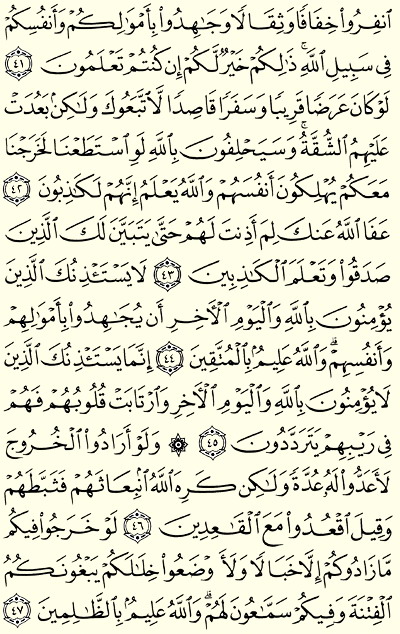 ٱنفِرُوا۟ خِفَافًا وَثِقَالًا وَجَٰهِدُوا۟ بِأَمْوَٰلِكُمْ وَأَنفُسِكُمْ
فِى سَبِيلِ ٱللَّهِ ۚ ذَٰلِكُمْ خَيْرٌ لَّكُمْ إِن كُنتُمْ تَعْلَمُونَ ٤١
لَوْ كَانَ عَرَضًا قَرِيبًا وَسَفَرًا قَاصِدًا لَّٱتَّبَعُوكَ وَلَٰكِنۢ بَعُدَتْ
عَلَيْهِمُ ٱلشُّقَّةُ ۚ وَسَيَحْلِفُونَ بِٱللَّهِ لَوِ ٱسْتَطَعْنَا لَخَرَجْنَا
مَعَكُمْ يُهْلِكُونَ أَنفُسَهُمْ وَٱللَّهُ يَعْلَمُ إِنَّهُمْ لَكَٰذِبُونَ ٤٢
عَفَا ٱللَّهُ عَنكَ لِمَ أَذِنتَ لَهُمْ حَتَّىٰ يَتَبَيَّنَ لَكَ ٱلَّذِينَ
صَدَقُوا۟ وَتَعْلَمَ ٱلْكَٰذِبِينَ ٤٣ لَا يَسْتَـْٔذِنُكَ ٱلَّذِينَ
يُؤْمِنُونَ بِٱللَّهِ وَٱلْيَوْمِ ٱلْـَٔاخِرِ أَن يُجَٰهِدُوا۟ بِأَمْوَٰلِهِمْ
وَأَنفُسِهِمْ ۗ وَٱللَّهُ عَلِيمٌۢ بِٱلْمُتَّقِينَ ٤٤ إِنَّمَا يَسْتَـْٔذِنُكَ ٱلَّذِينَ
لَا يُؤْمِنُونَ بِٱللَّهِ وَٱلْيَوْمِ ٱلْـَٔاخِرِ وَٱرْتَابَتْ قُلُوبُهُمْ فَهُمْ
فِى رَيْبِهِمْ يَتَرَدَّدُونَ ٤٥ ۞ وَلَوْ أَرَادُوا۟ ٱلْخُرُوجَ
لَأَعَدُّوا۟ لَهُۥ عُدَّةً وَلَٰكِن كَرِهَ ٱللَّهُ ٱنۢبِعَاثَهُمْ فَثَبَّطَهُمْ
وَقِيلَ ٱقْعُدُوا۟ مَعَ ٱلْقَٰعِدِينَ ٤٦ لَوْ خَرَجُوا۟ فِيكُم
مَّا زَادُوكُمْ إِلَّا خَبَالًا وَلَأَوْضَعُوا۟ خِلَٰلَكُمْ يَبْغُونَكُمُ
ٱلْفِتْنَةَ وَفِيكُمْ سَمَّٰعُونَ لَهُمْ ۗ وَٱللَّهُ عَلِيمٌۢ بِٱلظَّٰلِمِينَ ٤٧